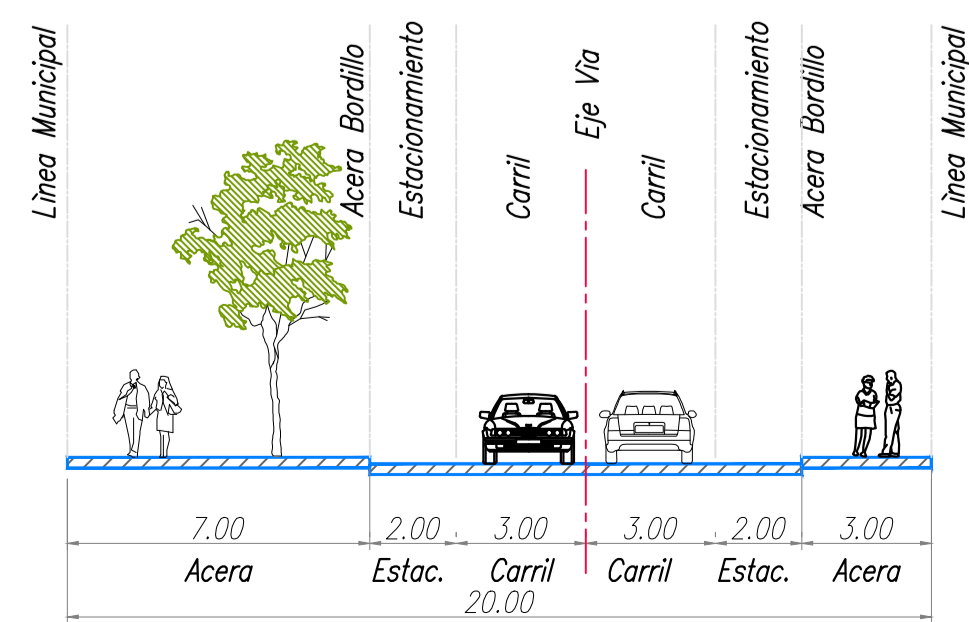 Lìnea Municipal
Acera Bordillo
Estacionamiento
Carril
Eje Vìa
Carril
Estacionamiento
Acera Bordillo
Lìnea Municipal
7.00
2.00
3.00
3.00
2.00
3.00
Acera
Estac.
Carril
Carril
Estac.
Acera
20.00